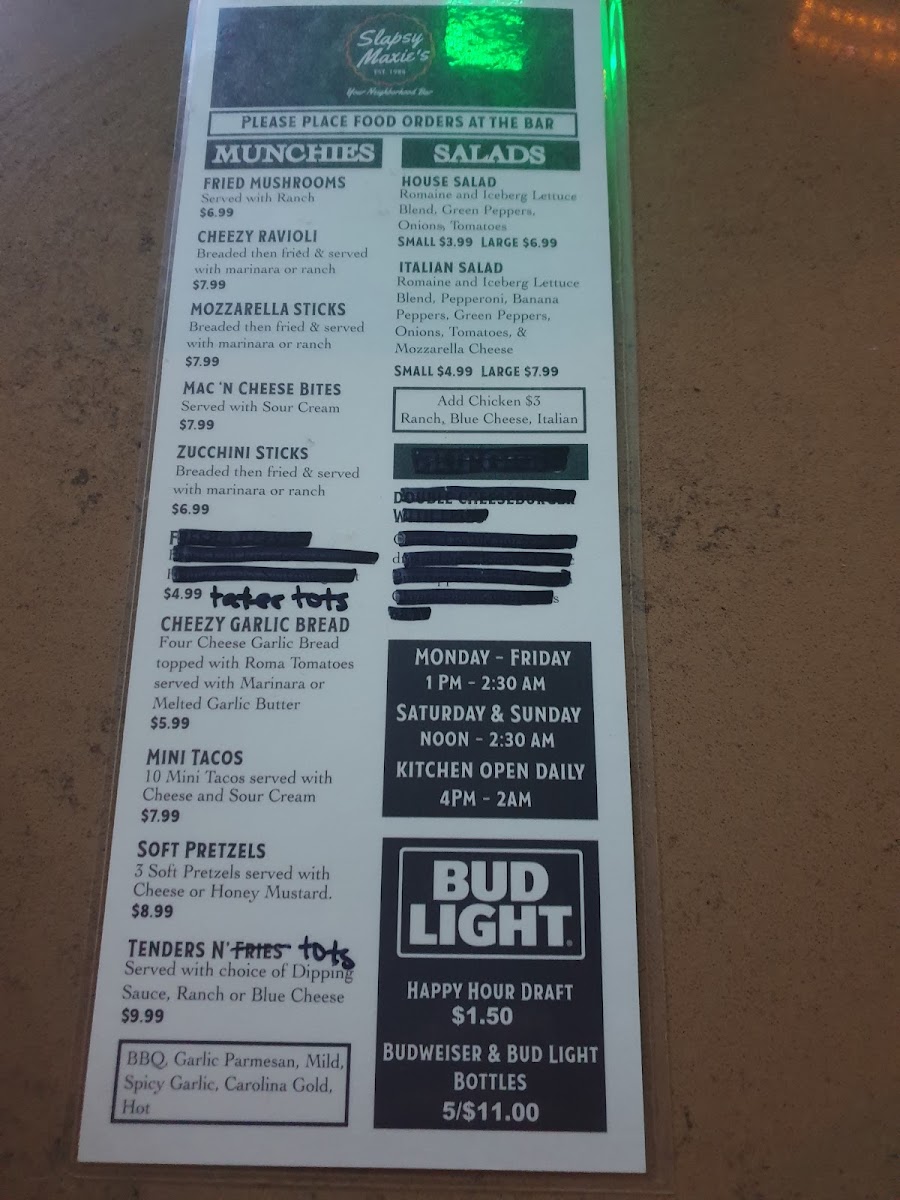 Slapsy
Maxie's
EST. 1989
Your Neighborhood Bar
PLEASE PLACE FOOD ORDERS AT THE BAR
MUNCHIES
FRIED MUSHROOMS
Served with Ranch
$6.99
CHEEZY RAVIOLI
Breaded then fried & served
with marinara or ranch
$7.99
MOZZARELLA STICKS
Breaded then fried & served
with marinara or ranch
$7.99
MAC 'N CHEESE BITES
Served with Sour Cream
$7.99
ZUCCHINI STICKS
Breaded then fried & served
with marinara or ranch
$6.99
$4.99 tater tots
CHEEZY GARLIC BREAD
Four Cheese Garlic Bread
topped with Roma Tomatoes
served with Marinara or
Melted Garlic Butter
$5.99
MINI TACOS
10 Mini Tacos served with
Cheese and Sour Cream
$7.99
SOFT PRETZELS
3 Soft Pretzels served with
Cheese or Honey Mustard.
$8.99
TENDERS N' FRIES tots
Served with choice of Dipping
Sauce, Ranch or Blue Cheese
$9.99
BBQ, Garlic Parmesan, Mild,
Spicy Garlic, Carolina Gold,
Hot
SALADS
HOUSE SALAD
Romaine and Iceberg Lettuce
Blend, Green Peppers,
Onions, Tomatoes
SMALL $3.99 LARGE $6.99
ITALIAN SALAD
Romaine and Iceberg Lettuce
Blend, Pepperoni, Banana
Peppers, Green Peppers,
Onions, Tomatoes, &
Mozzarella Cheese
SMALL $4.99 LARGE $7.99
Add Chicken $3
Ranch, Blue Cheese, Italian
DOUBLE CHEESEBURGER
MONDAY - FRIDAY
1 PM - 2:30 AM
SATURDAY & SUNDAY
NOON - 2:30 AM
KITCHEN OPEN DAILY
4PM - 2AM
BUD
LIGHT
HAPPY HOUR DRAFT
$1.50
BUDWEISER & BUD LIGHT
BOTTLES
5/$11.00